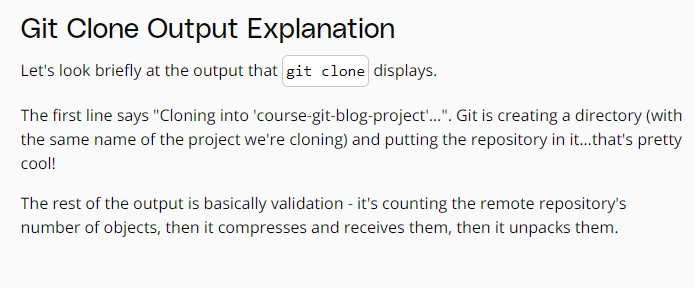 Git Clone Output Explanation
Let's look briefly at the output that git clone displays.
The first line says "Cloning into 'course-git-blog-project'...". Git is creating a directory (with
the same name of the project we're cloning) and putting the repository in it...that's pretty
cool!
The rest of the output is basically validation - it's counting the remote repository's
number of objects, then it compresses and receives them, then it unpacks them.